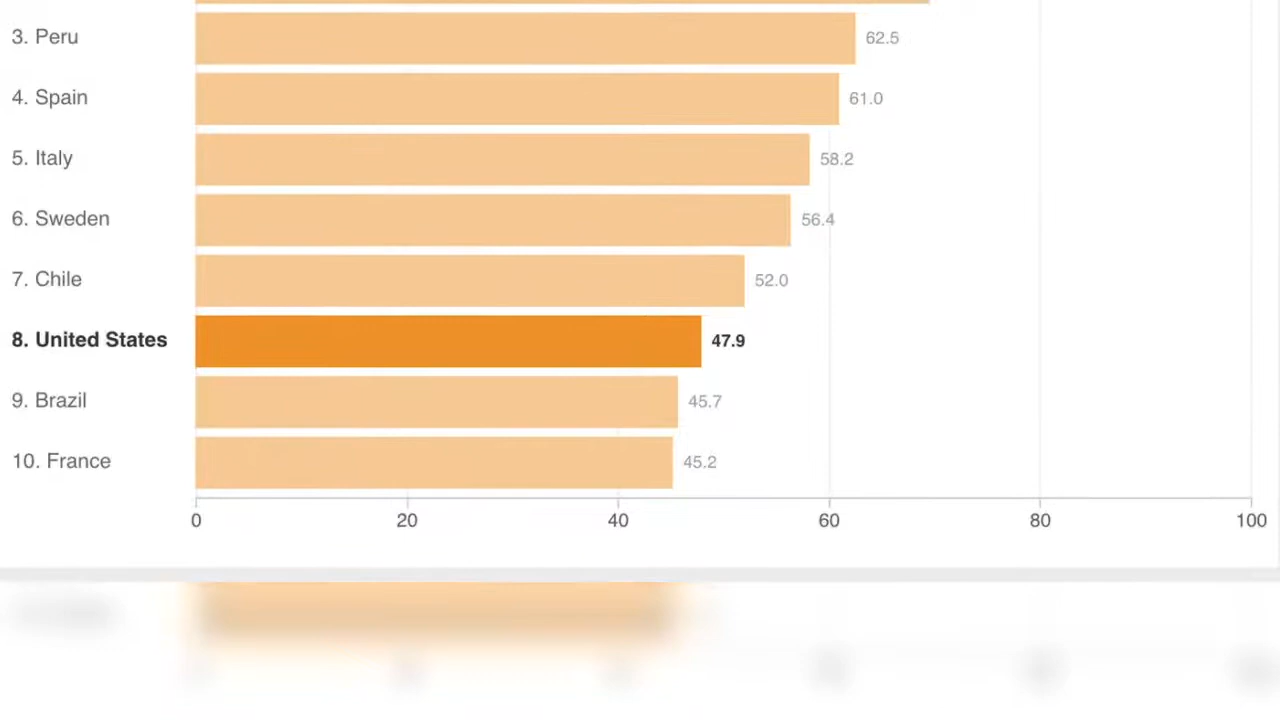 3. Peru 62.5
4. Spain 61.0
5. Italy 58.2
6. Sweden 56.4
7. Chile 52.0
8. United States 47.9
9. Brazil 45.7
10. France 45.2
0 20 40 60 80 100